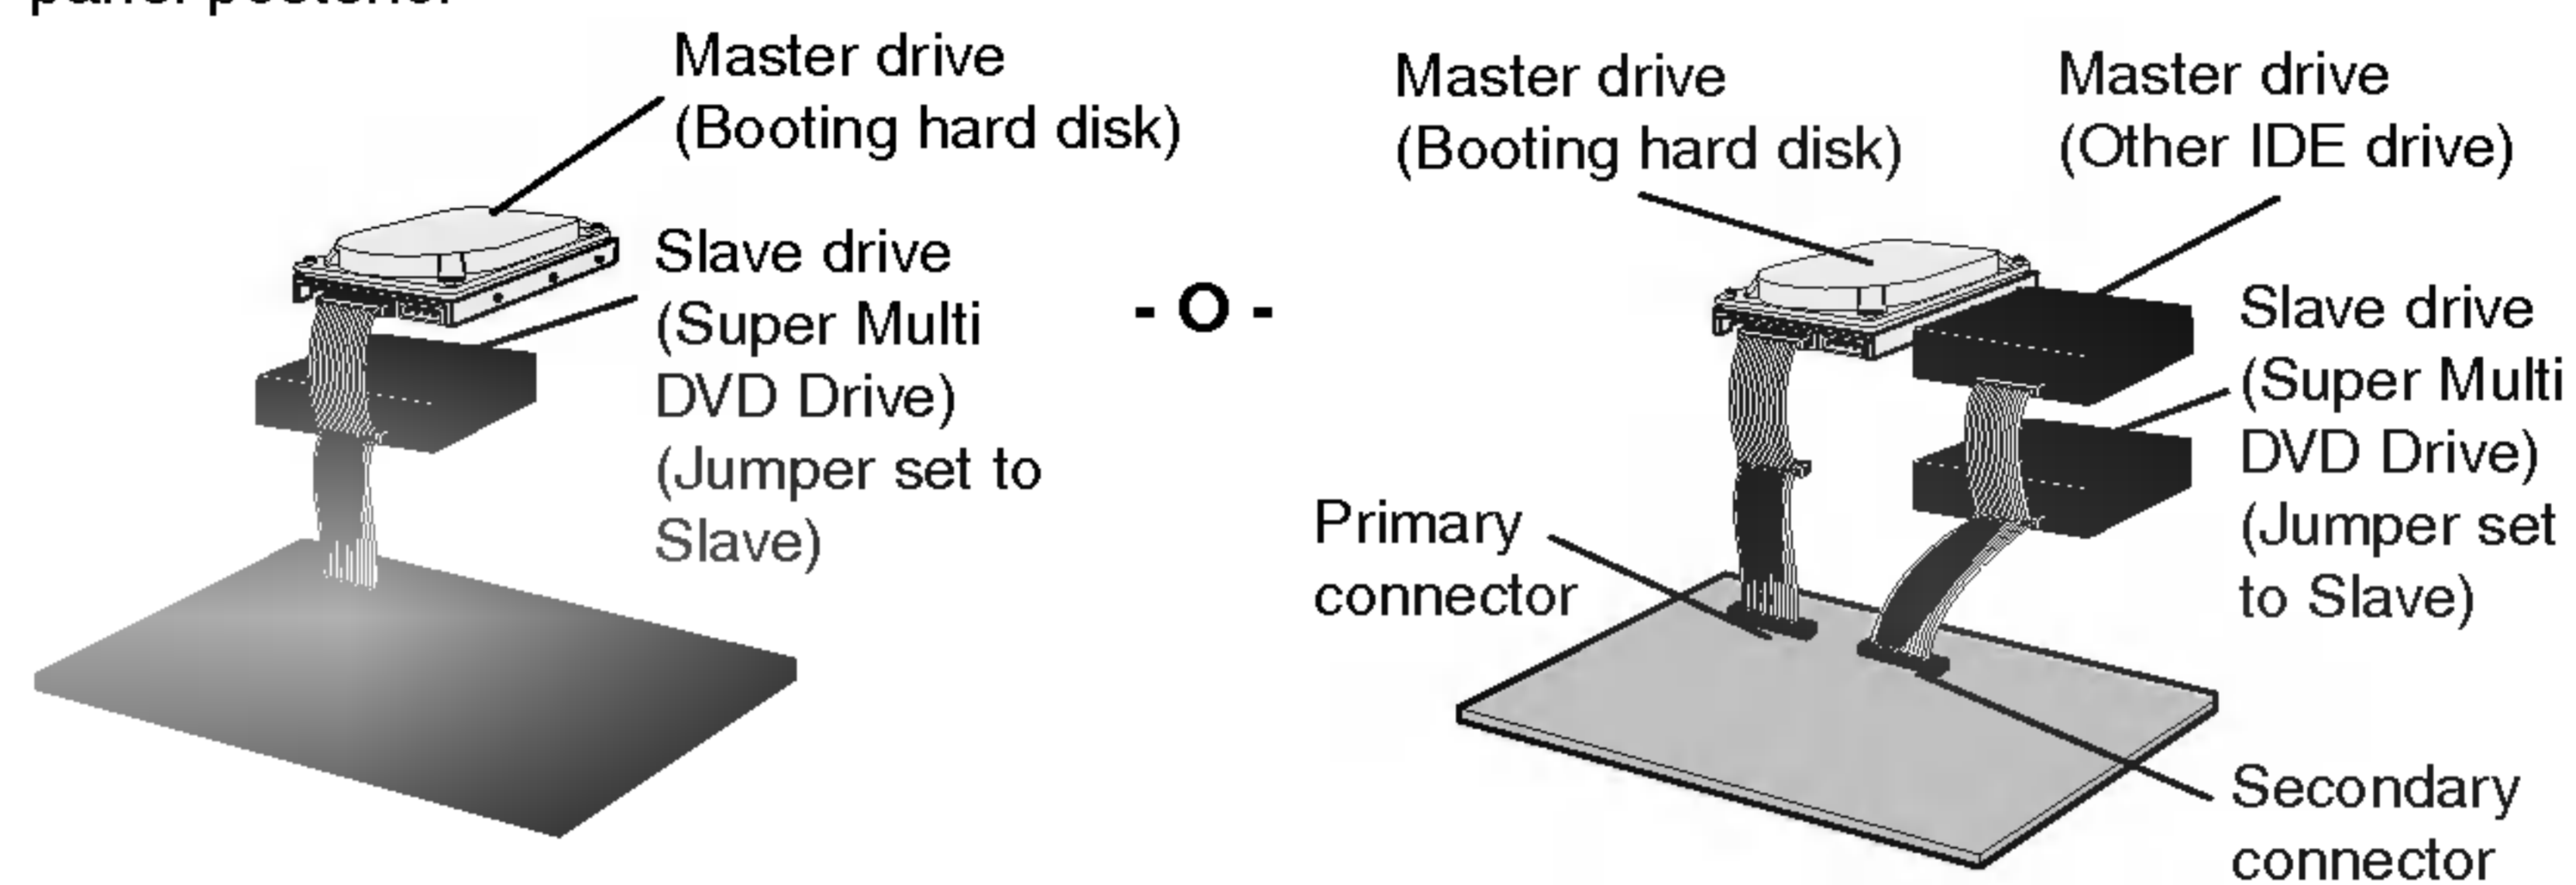 panel posterior
Master drive
(Booting hard disk)
Slave drive
(Super Multi
DVD Drive)
(Jumper set to
Slave)
- O -
Master drive
(Booting hard disk)
Master drive
(Other IDE drive)
Slave drive
(Super Multi
DVD Drive)
(Jumper set
to Slave)
Primary
connector
Secondary
connector